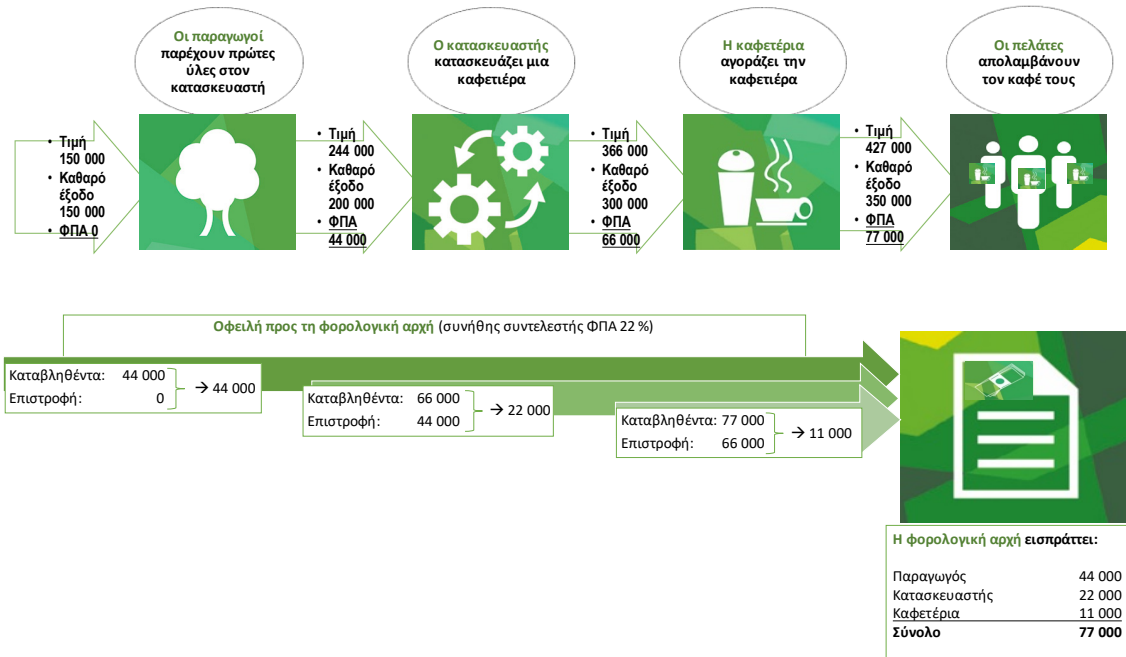 Οι παραγωγοί
παρέχουν πρώτες
ύλες στον
κατασκευαστή
Ο κατασκευαστής
κατασκευάζει μια
καφετιέρα
Η καφετέρια
αγοράζει την
καφετιέρα
Οι πελάτες
απολαμβάνουν
τον καφέ τους
• Τιμή
150 000
• Καθαρό
έξοδο
150 000
• ΦΠΑ 0
• Τιμή
244 000
• Καθαρό
έξοδο
200 000
• ΦΠΑ
44 000
• Τιμή
366 000
• Καθαρό
έξοδο
300 000
• ΦΠΑ
66 000
• Τιμή
427 000
• Καθαρό
έξοδο
350 000
• ΦΠΑ
77 000
Οφειλή προς τη φορολογική αρχή (συνήθης συντελεστής ΦΠΑ 22 %)
Καταβληθέντα: 44 000
Επιστροφή: 0
→ 44 000
Καταβληθέντα: 66 000
Επιστροφή: 44 000
→ 22 000
Καταβληθέντα: 77 000
Επιστροφή: 66 000
→ 11 000
Η φορολογική αρχή εισπράττει:
Παραγωγός 44 000
Κατασκευαστής 22 000
Καφετέρια 11 000
Σύνολο 77 000